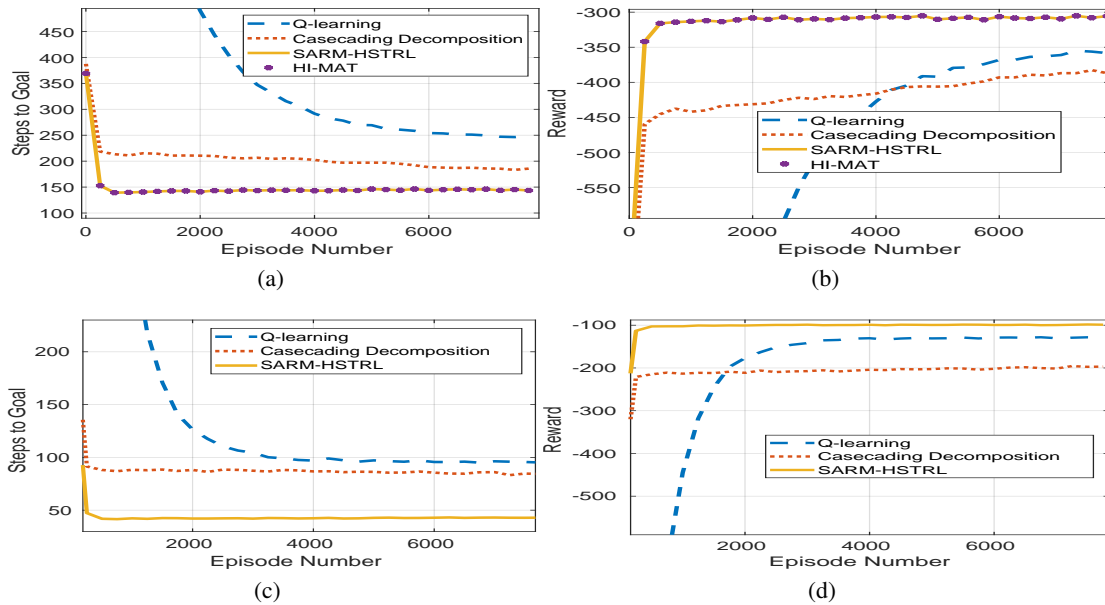 450
400
350
300
250
200
150
100
Steps to Goal
Q-learning
Casecading Decomposition
SARM-HSTRL
HI-MAT
0
2000
4000
6000
Episode Number
(a)
-300
-350
-400
-450
-500
-550
Reward
Q-learning
Casecading Decomposition
SARM-HSTRL
HI-MAT
0
2000
4000
6000
Episode Number
(b)
200
150
100
50
Steps to Goal
Q-learning
Casecading Decomposition
SARM-HSTRL
2000
4000
6000
Episode Number
(c)
-100
-200
-300
-400
-500
Reward
Q-learning
Casecading Decomposition
SARM-HSTRL
2000
4000
6000
Episode Number
(d)